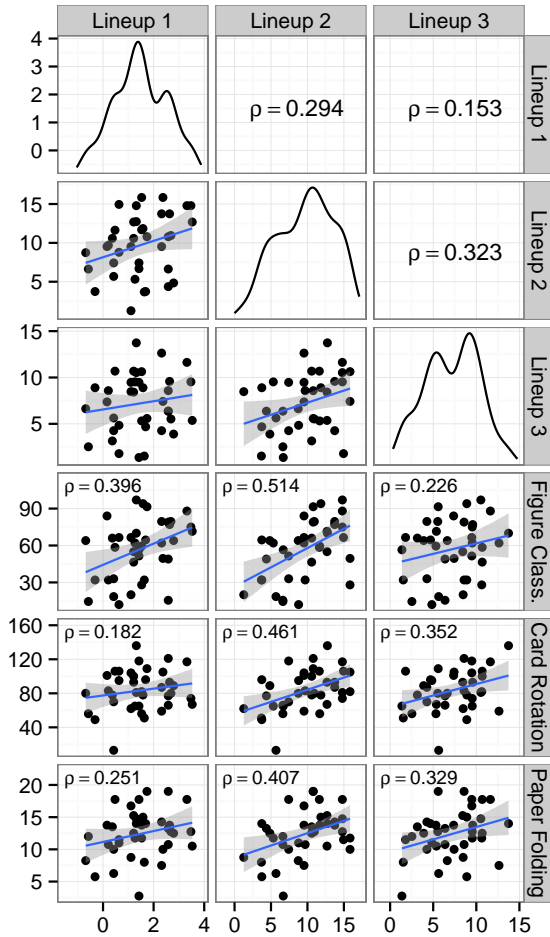 Lineup 1 Lineup 2 Lineup 3
4
3
2
1
0
ρ = 0.294 ρ = 0.153
Lineup 1
15
10
5
ρ = 0.323
Lineup 2
15
10
5
Lineup 3
90
60
30
ρ = 0.396 ρ = 0.514 ρ = 0.226
Figure Class.
160
120
80
40
ρ = 0.182 ρ = 0.461 ρ = 0.352
Card Rotation
20
15
10
5
ρ = 0.251 ρ = 0.407 ρ = 0.329
Paper Folding
0 2 4 0 5 10 15 0 5 10 15